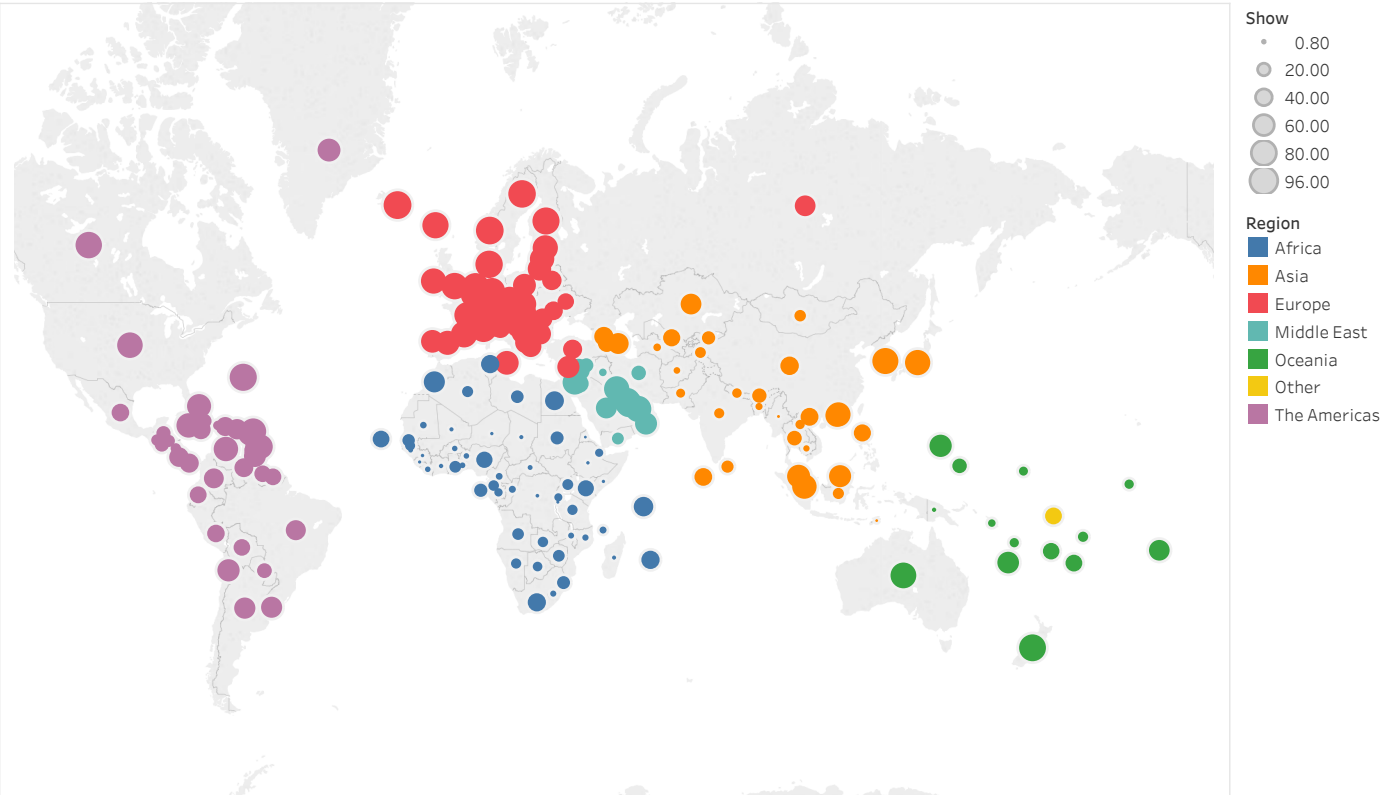 Show
0.80
20.00
40.00
60.00
80.00
96.00
Region
Africa
Asia
Europe
Middle East
Oceania
Other
The Americas